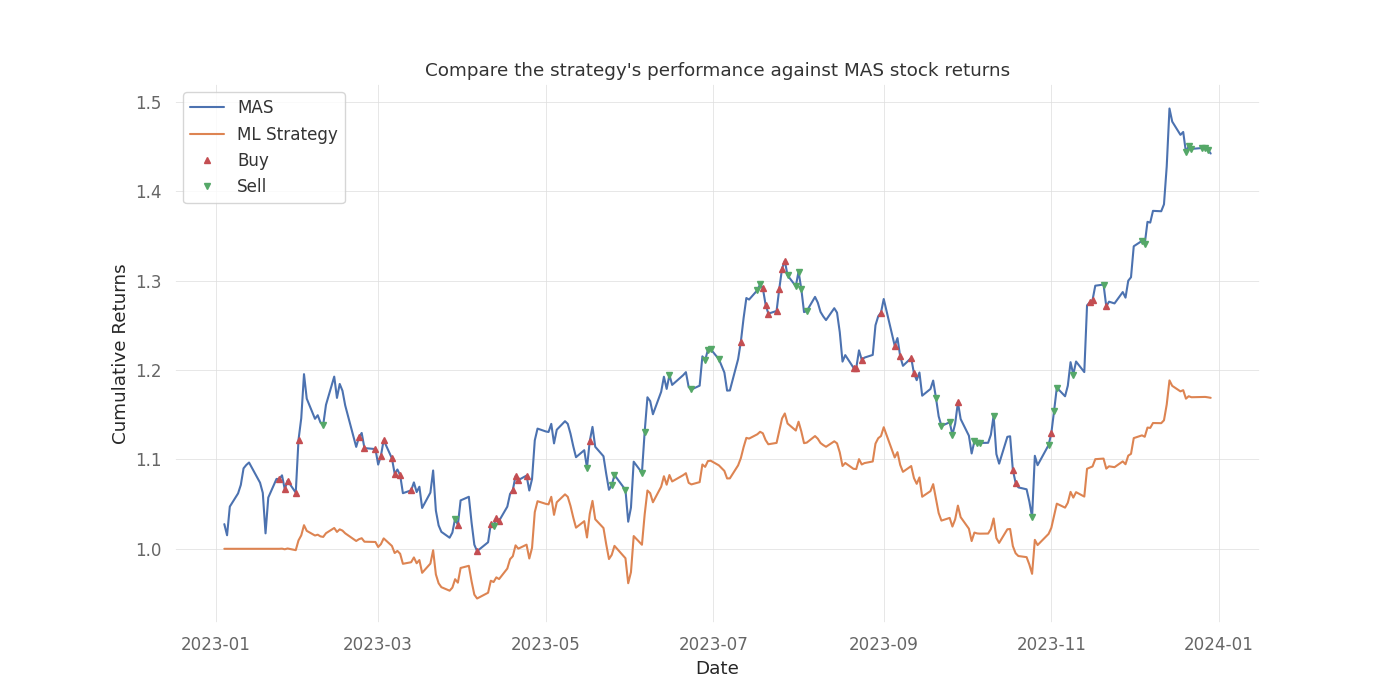 Compare the strategy's performance against MAS stock returns
MAS
ML Strategy
Buy
Sell
Cumulative Returns
1.5
1.4
1.3
1.2
1.1
1.0
2023-01 2023-03 2023-05 2023-07 2023-09 2023-11 2024-01
Date